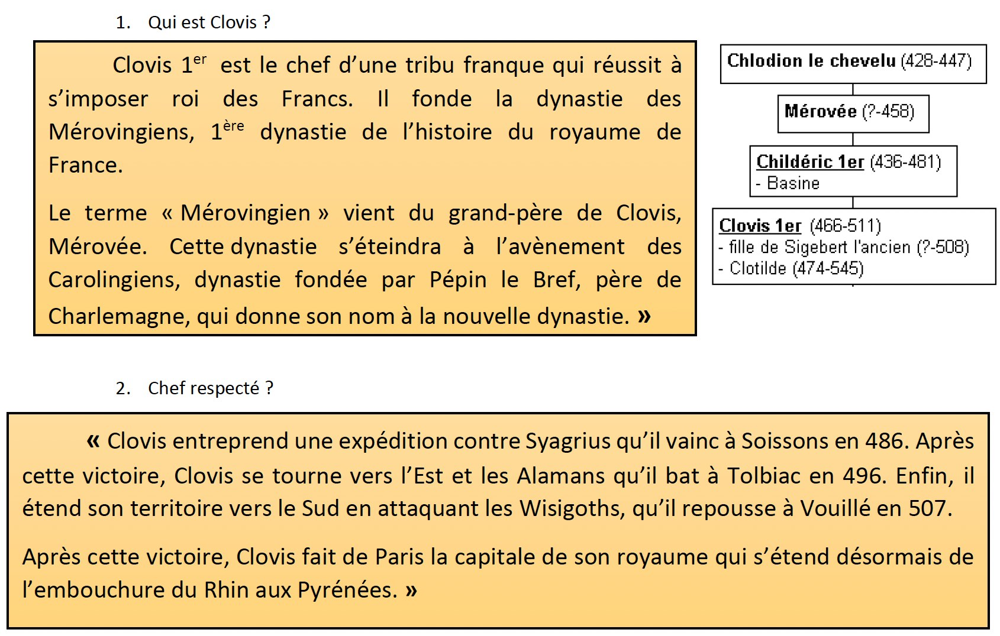 1. Qui est Clovis ?
Clovis 1er est le chef d’une tribu franque qui réussit à
s’imposer roi des Francs. Il fonde la dynastie des
Mérovingiens, 1ère dynastie de l’histoire du royaume de
France.
Le terme « Mérovingien » vient du grand-père de Clovis,
Mérovée. Cette dynastie s’éteindra à l’avènement des
Carolingiens, dynastie fondée par Pépin le Bref, père de
Charlemagne, qui donne son nom à la nouvelle dynastie. »
Chlodion le chevelu (428-447)
Mérovée (?-458)
Childéric 1er (436-481)
- Basine
Clovis 1er (466-511)
- fille de Sigebert l'ancien (?-508)
- Clotilde (474-545)
2. Chef respecté ?
« Clovis entreprend une expédition contre Syagrius qu’il vainc à Soissons en 486. Après
cette victoire, Clovis se tourne vers l’Est et les Alamans qu’il bat à Tolbiac en 496. Enfin, il
étend son territoire vers le Sud en attaquant les Wisigoths, qu’il repousse à Vouillé en 507.
Après cette victoire, Clovis fait de Paris la capitale de son royaume qui s’étend désormais de
l’embouchure du Rhin aux Pyrénées. »